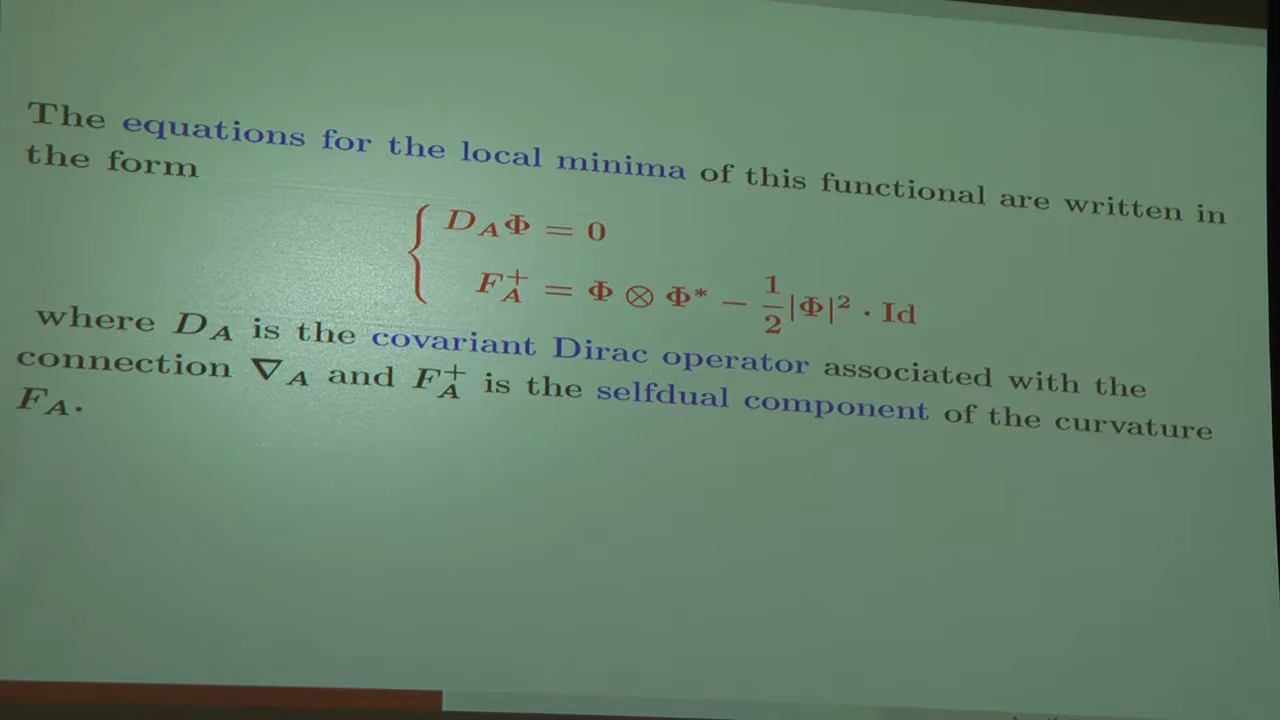 The equations for the local minima of this functional are written in
the form
D_A Φ = 0
F_A^+ = Φ ⊗ Φ* − 1/2 |Φ|² · Id
where D_A is the covariant Dirac operator associated with the
connection ∇_A and F_A^+ is the selfdual component of the curvature
F_A.